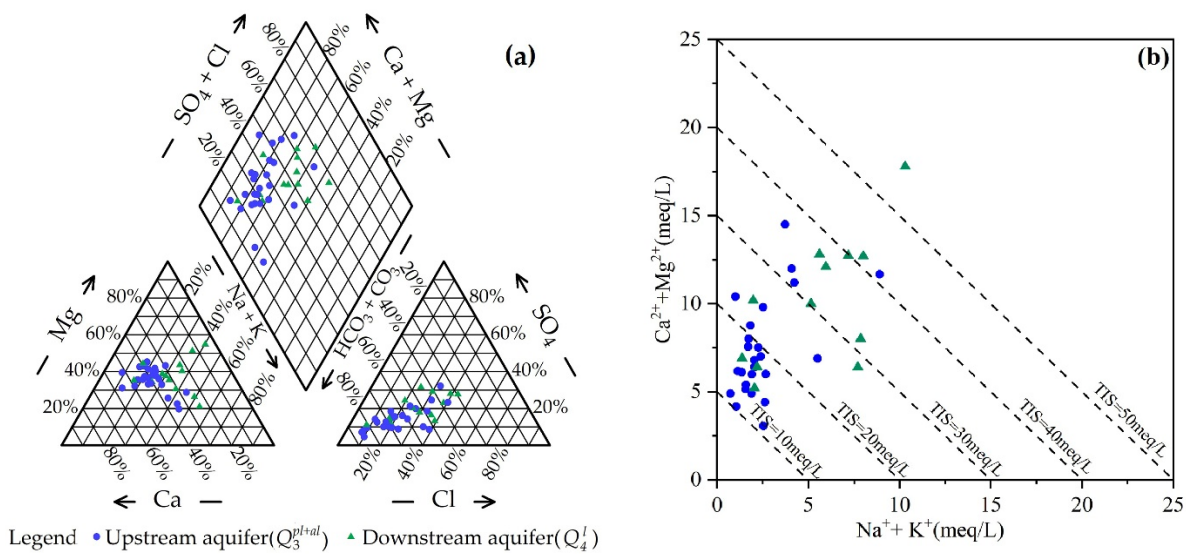 (a)
SO₄ + Cl
Ca + Mg
80%
80%
60%
60%
40%
40%
20%
20%
Mg
Na + K
HCO₃ + CO₃
SO₄
20%
20%
80%
40%
40%
80%
60%
60%
60%
60%
40%
80%
80%
40%
20%
20%
80%
60%
40%
20%
20%
40%
60%
80%
Ca
Cl
Legend Upstream aquifer(Q₃ᵖˡ⁺ᵃˡ) Downstream aquifer(Q₄ˡ)
(b)
25
20
15
10
5
0
Ca²⁺+Mg²⁺(meq/L)
TIS=10meq/L
TIS=20meq/L
TIS=30meq/L
TIS=40meq/L
TIS=50meq/L
0
5
10
15
20
25
Na⁺+ K⁺(meq/L)